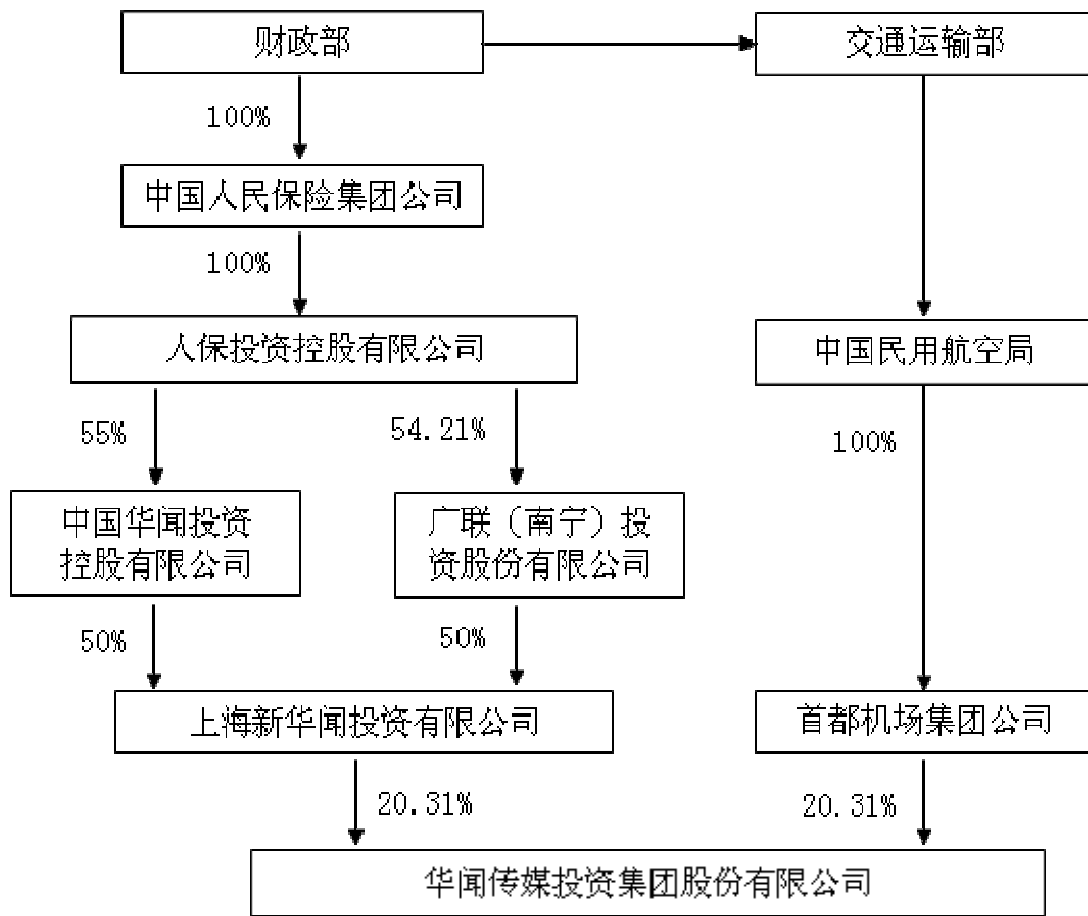 财政部
交通运输部
100%
中国人民保险集团公司
100%
人保投资控股有限公司
中国民用航空局
55%
54.21%
100%
中国华闻投资
控股有限公司
广联（南宁）投
资股份有限公司
50%
50%
上海新华闻投资有限公司
首都机场集团公司
20.31%
20.31%
华闻传媒投资集团股份有限公司